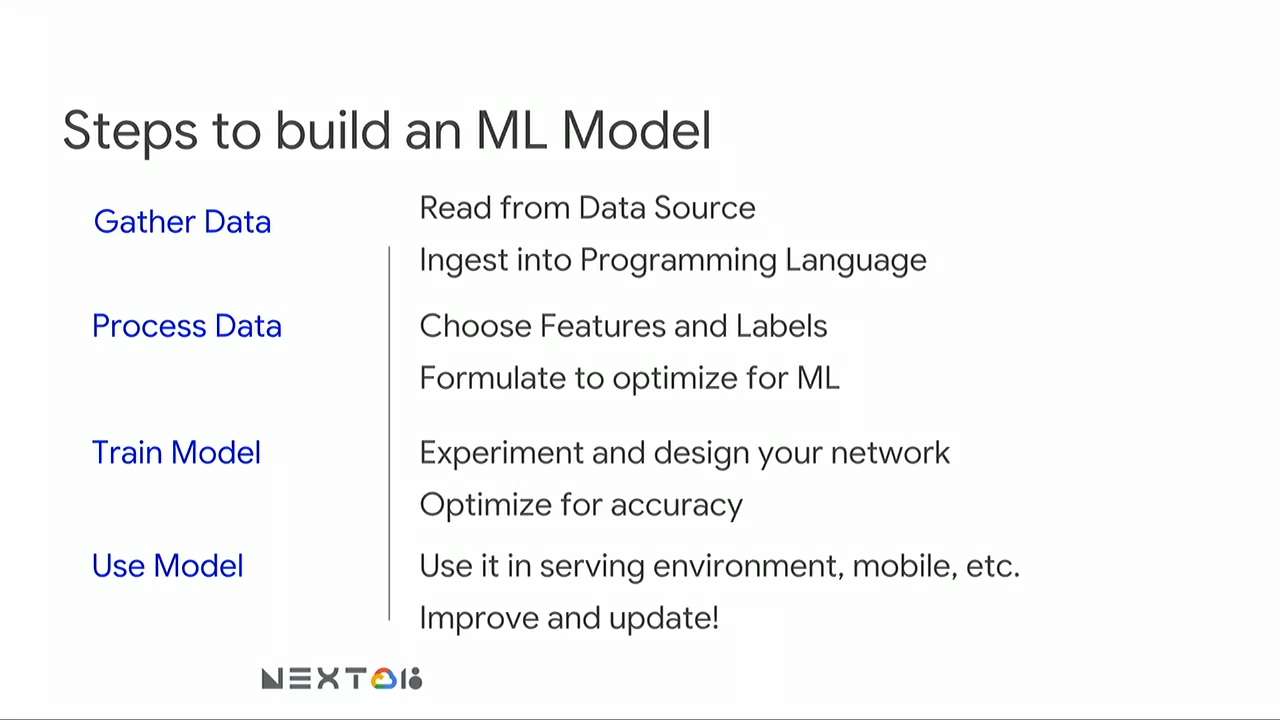 Steps to build an ML Model
Gather Data
Read from Data Source
Ingest into Programming Language
Process Data
Choose Features and Labels
Formulate to optimize for ML
Train Model
Experiment and design your network
Optimize for accuracy
Use Model
Use it in serving environment, mobile, etc.
Improve and update!
NEXT 18